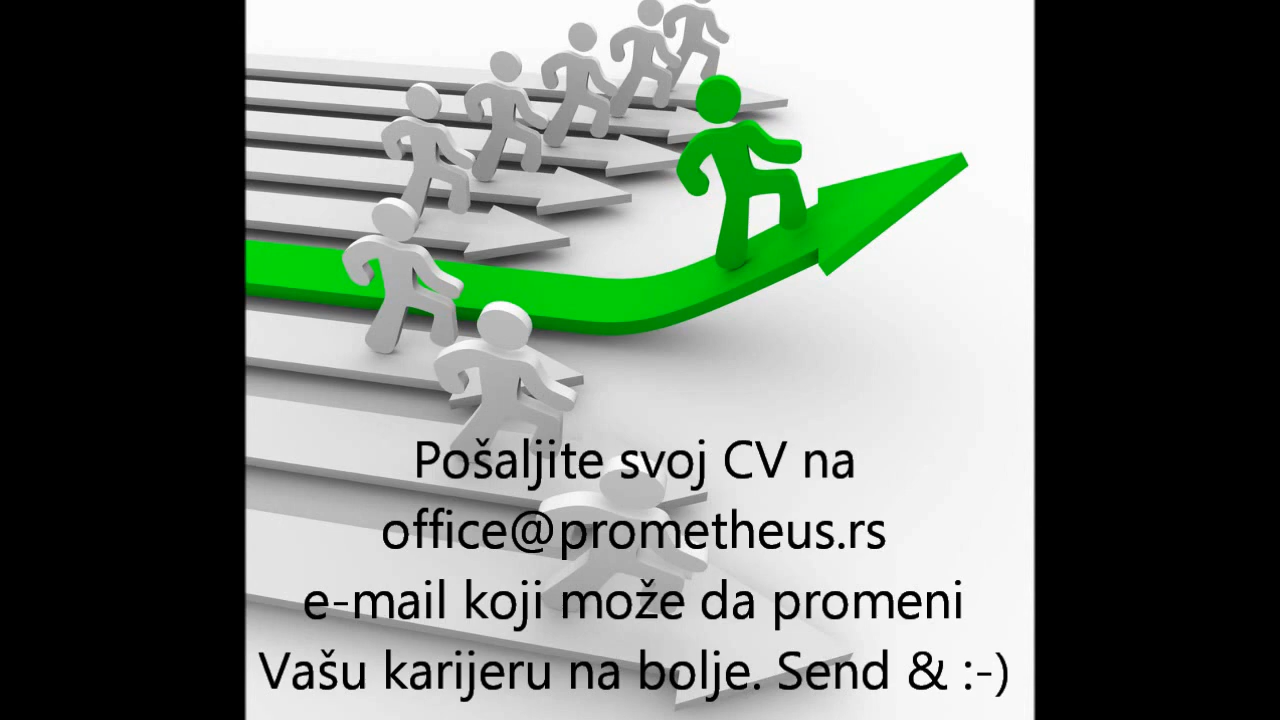 Pošaljite svoj CV na
office@prometheus.rs
e-mail koji može da promeni
Vašu karijeru na bolje. Send & :-)